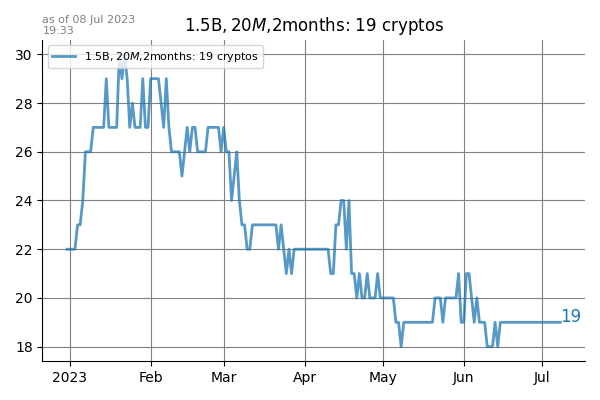 as of 08 Jul 2023
19:33
1.5B, 20M,2months: 19 cryptos
1.5B, 20M,2months: 19 cryptos
30
28
26
24
22
20
18
19
2023 Feb Mar Apr May Jun Jul